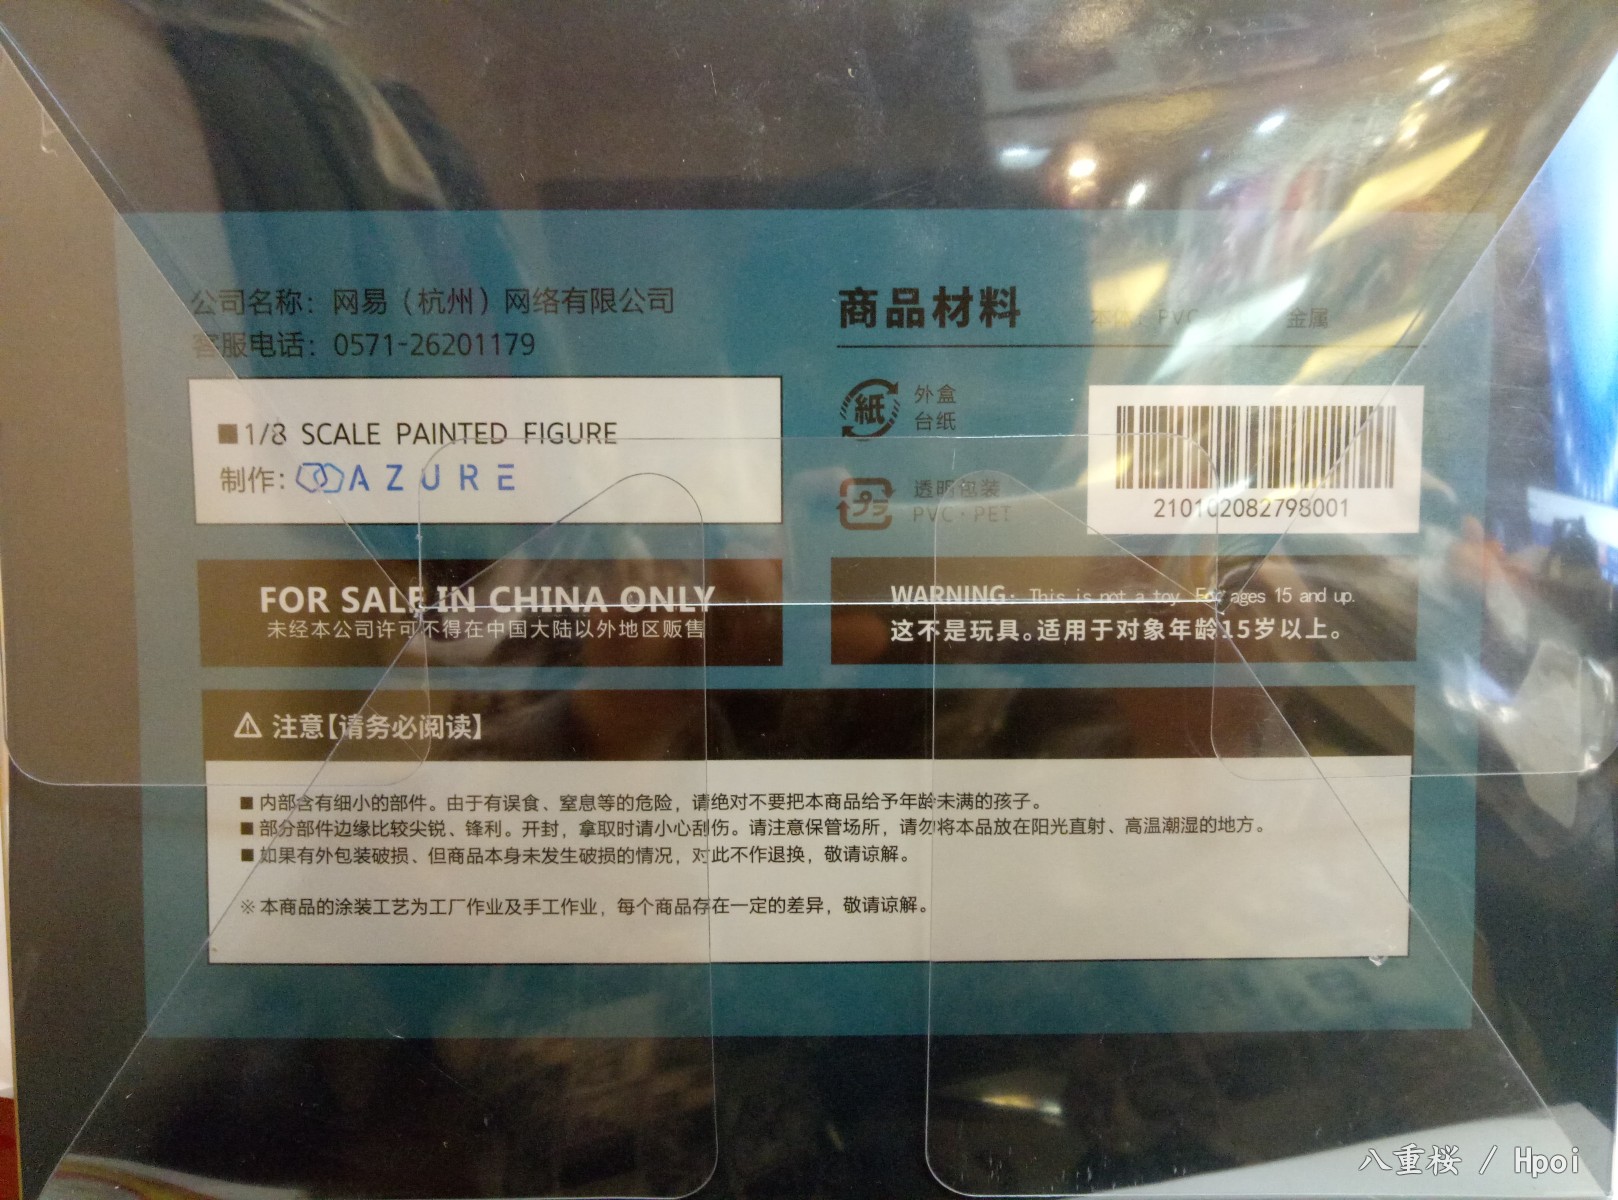 公司名称：网易（杭州）网络有限公司
客服电话：0571-26201179
■1/8 SCALE PAINTED FIGURE
制作：AZURE
商品材料
本体：PVC 金属
紙
外盒
台纸
プラ
透明包装
PVC·PET
210102082798001
FOR SALE IN CHINA ONLY
未经本公司许可不得在中国大陆以外地区贩售
WARNING: This is not a toy. For ages 15 and up.
这不是玩具。适用于对象年龄15岁以上。
⚠ 注意【请务必阅读】
■ 内部含有细小的部件。由于有误食、窒息等的危险，请绝对不要把本商品给予年龄未满的孩子。
■ 部分部件边缘比较尖锐、锋利。开封，拿取时请小心刮伤。请注意保管场所，请勿将本品放在阳光直射、高温潮湿的地方。
■ 如果有外包装破损、但商品本身未发生破损的情况，对此不作退换，敬请谅解。
※ 本商品的涂装工艺为工厂作业及手工作业，每个商品存在一定的差异，敬请谅解。
八重桜 / Hpoi